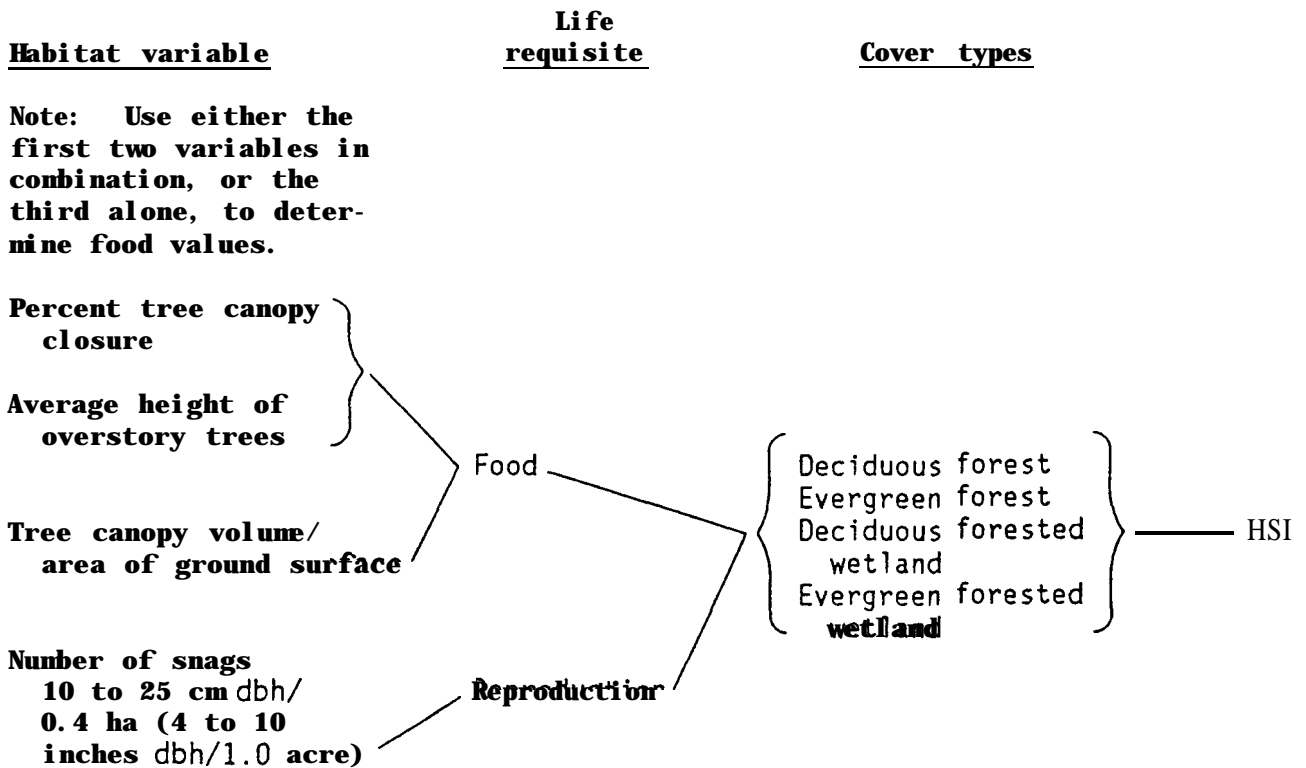 Habitat variable
Life
requisite
Cover types
Note: Use either the
first two variables in
combination, or the
third alone, to deter-
mine food values.
Percent tree canopy
closure
Average height of
overstory trees
Tree canopy volume/
area of ground surface
Number of snags
10 to 25 cm dbh/
0.4 ha (4 to 10
inches dbh/1.0 acre)
Food
Reproduction
Deciduous forest
Evergreen forest
Deciduous forested
wetland
Evergreen forested
wetland
HSI